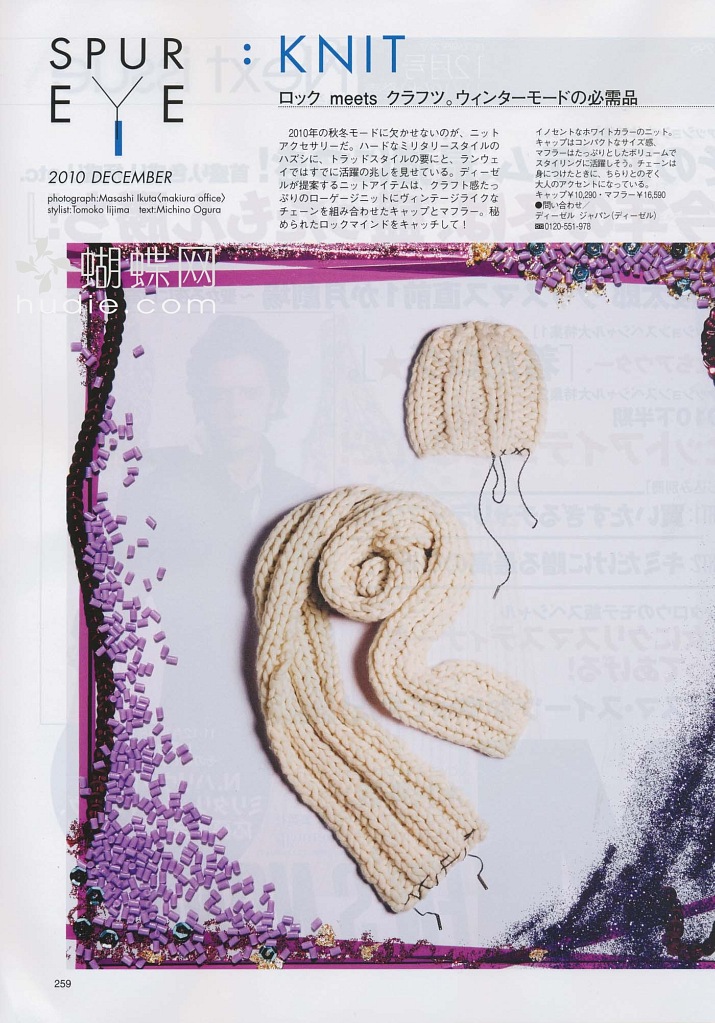 SPUR
EYE
: KNIT
ロック meets クラフツ。ウィンターモードの必需品
2010 DECEMBER
photograph:Masashi Ikuta〈makiura office〉
stylist:Tomoko Iijima text:Michino Ogura
2010年の秋冬モードに欠かせないのが、ニット
アクセサリーだ。ハードなミリタリースタイルの
ハズシに、トラッドスタイルの要にと、ランウェ
イではすでに活躍の兆しを見せている。ディーゼ
ルが提案するニットアイテムは、クラフト感たっ
ぷりのローゲージニットにヴィンテージライクな
チェーンを組み合わせたキャップとマフラー。秘
められたロックマインドをキャッチして！
イノセントなホワイトカラーのニット。
キャップはコンパクトなサイズ感、
マフラーはたっぷりとしたボリュームで
スタイリングに活躍しそう。チェーンは
身につけたときに、ちらりとのぞく
大人のアクセントになっている。
キャップ¥10,290・マフラー¥16,590
●問い合わせ／
ディーゼル ジャパン（ディーゼル）
0120-551-978
蝴蝶网
hudie.com
259